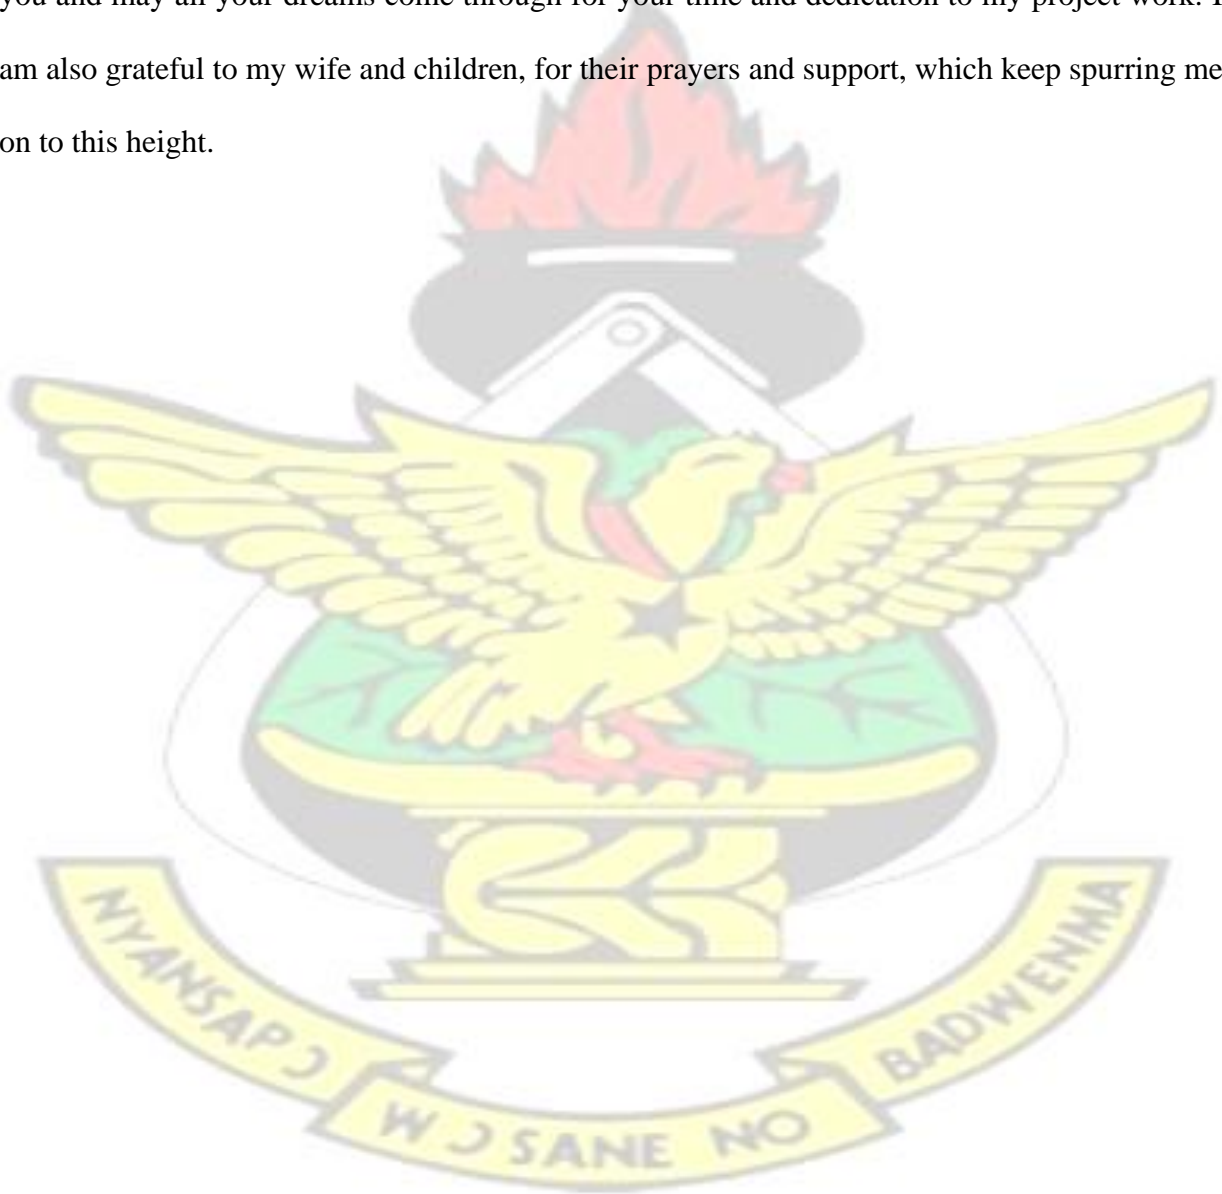 you and may all your dreams come through for your time and dedication to my project work. I
am also grateful to my wife and children, for their prayers and support, which keep spurring me
on to this height.
NYANSAPƆ
WƆSANE NO
BADWENMA